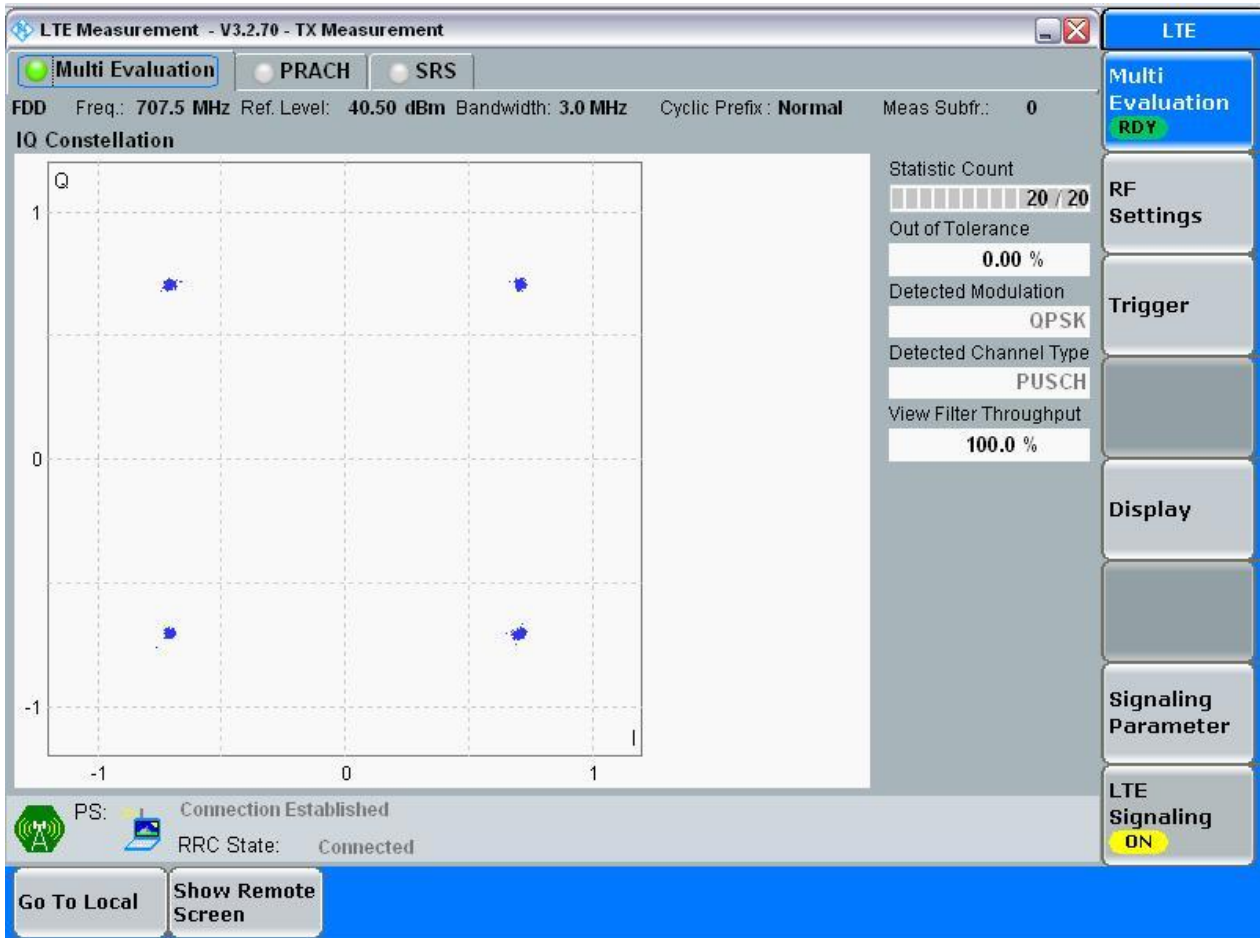 LTE Measurement - V3.2.70 - TX Measurement
LTE
Multi Evaluation PRACH SRS
FDD Freq.: 707.5 MHz Ref. Level: 40.50 dBm Bandwidth: 3.0 MHz Cyclic Prefix : Normal Meas Subfr.: 0
IQ Constellation
Q
1
0
-1
-1 0 1
I
Statistic Count
20 / 20
Out of Tolerance
0.00 %
Detected Modulation
QPSK
Detected Channel Type
PUSCH
View Filter Throughput
100.0 %
Multi
Evaluation
RDY
RF
Settings
Trigger
Display
Signaling
Parameter
LTE
Signaling
ON
PS: Connection Established
RRC State: Connected
Go To Local
Show Remote
Screen